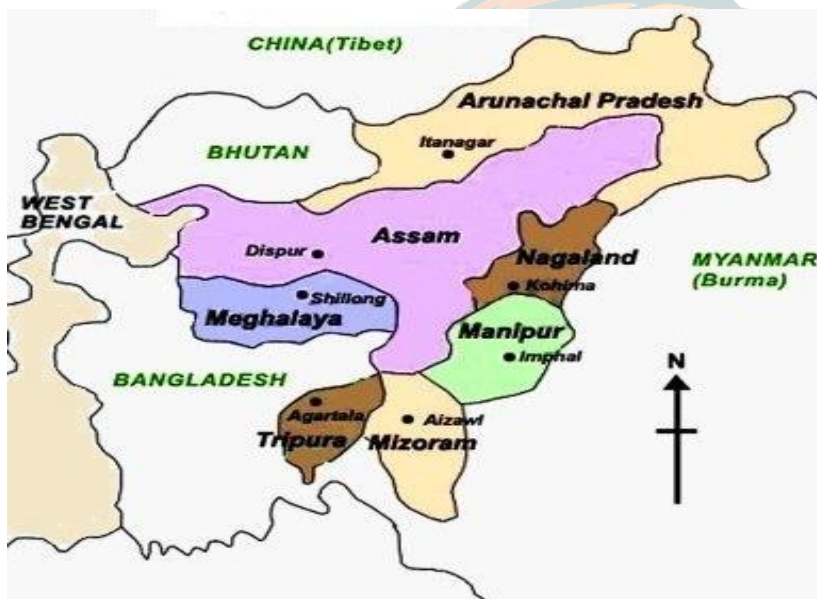 CHINA(Tibet)
Arunachal Pradesh
Itanagar
BHUTAN
WEST
BENGAL
Assam
Dispur
Nagaland
MYANMAR
(Burma)
Kohima
Shillong
Meghalaya
Manipur
Imphal
N
BANGLADESH
Agartala
Tripura
Aizawl
Mizoram